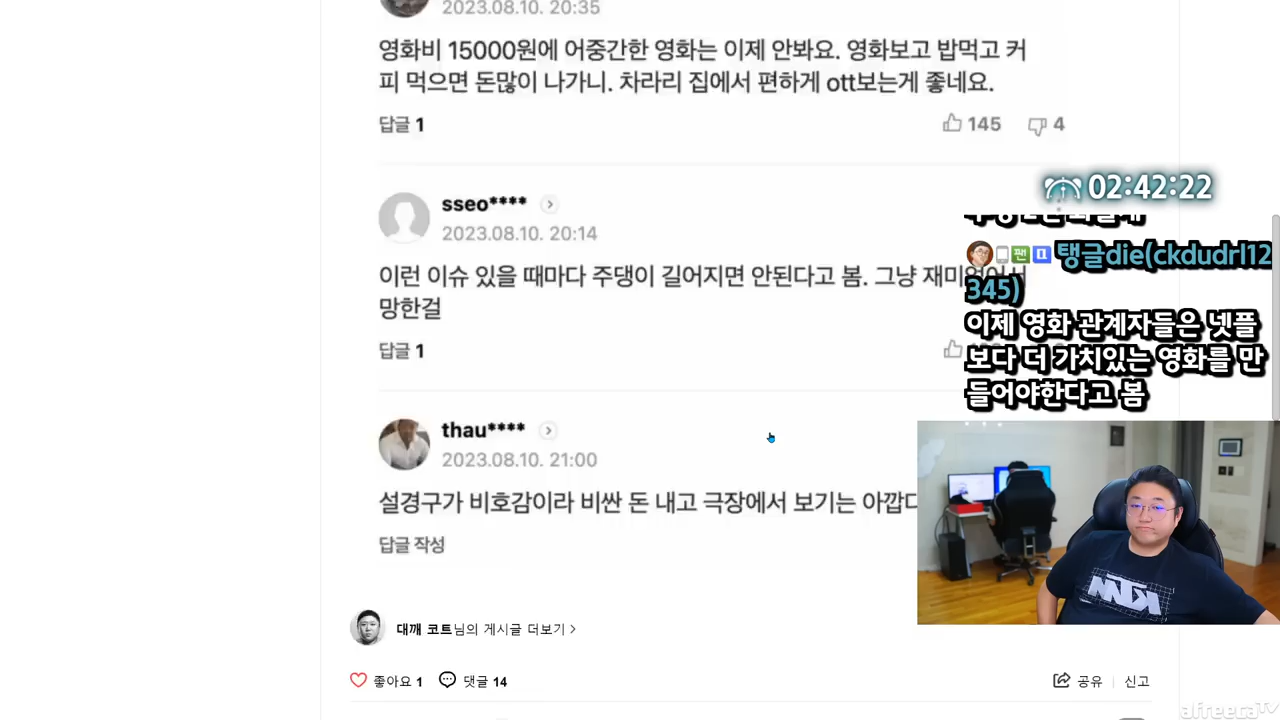 2023.08.10. 20:35
영화비 15000원에 어중간한 영화는 이제 안봐요. 영화보고 밥먹고 커
피 먹으면 돈많이 나가니. 차라리 집에서 편하게 ott보는게 좋네요.
답글 1
145
4
02:42:22
sseo****
2023.08.10. 20:14
이런 이슈 있을 때마다 주댕이 길어지면 안된다고 봄. 그냥 재미없어서
망한걸
답글 1
팬
탱글die(ckdudrl12
345)
이제 영화 관계자들은 넷플
보다 더 가치있는 영화를 만
들어야한다고 봄
thau****
2023.08.10. 21:00
설경구가 비호감이라 비싼 돈 내고 극장에서 보기는 아깝다
답글 작성
대깨 코트님의 게시글 더보기 >
좋아요 1
댓글 14
공유
신고
afreecaTV